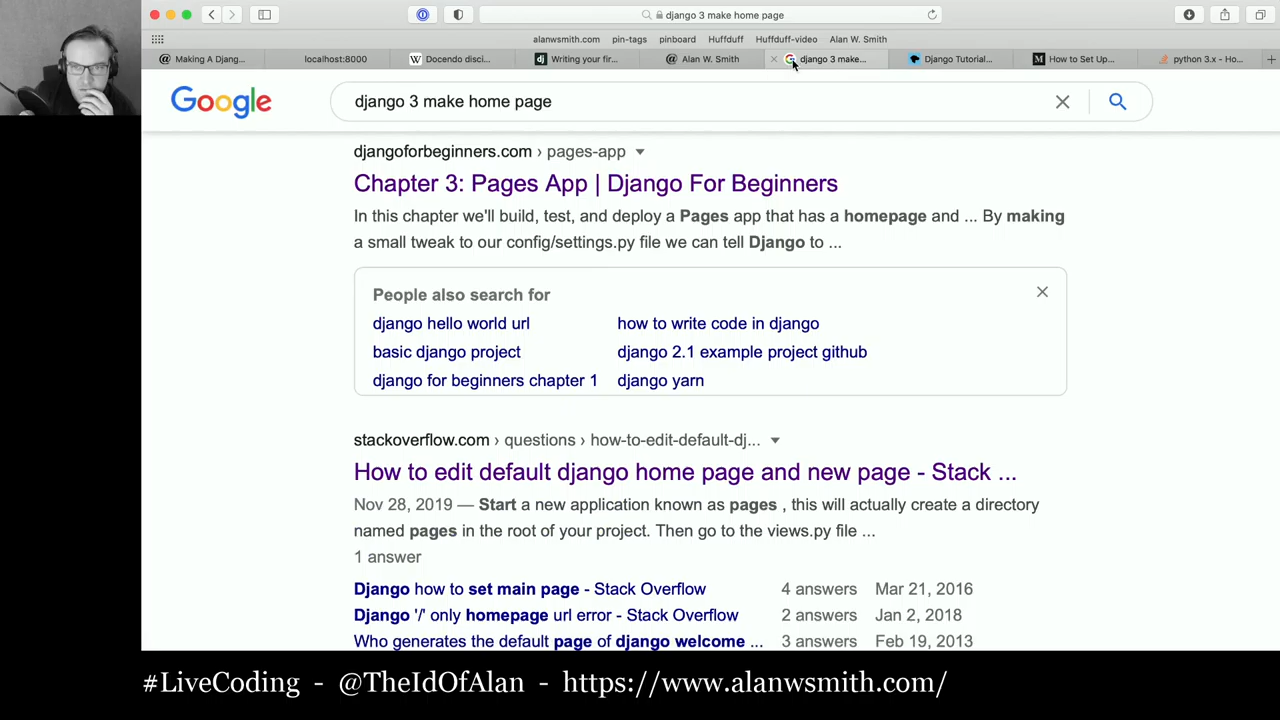 django 3 make home page
alanwsmith.com pin-tags pinboard Huffduff Huffduff-video Alan W. Smith
Making A Djang... localhost:8000 Docendo disci... Writing your fir... Alan W. Smith django 3 make... Django Tutorial... How to Set Up... python 3.x - Ho...
Google django 3 make home page
djangoforbeginners.com › pages-app
Chapter 3: Pages App | Django For Beginners
In this chapter we'll build, test, and deploy a Pages app that has a homepage and ... By making
a small tweak to our config/settings.py file we can tell Django to ...
People also search for
django hello world url how to write code in django
basic django project django 2.1 example project github
django for beginners chapter 1 django yarn
stackoverflow.com › questions › how-to-edit-default-dj...
How to edit default django home page and new page - Stack ...
Nov 28, 2019 — Start a new application known as pages , this will actually create a directory
named pages in the root of your project. Then go to the views.py file ...
1 answer
Django how to set main page - Stack Overflow 4 answers Mar 21, 2016
Django '/' only homepage url error - Stack Overflow 2 answers Jan 2, 2018
Who generates the default page of django welcome ... 3 answers Feb 19, 2013
#LiveCoding - @TheIdOfAlan - https://www.alanwsmith.com/